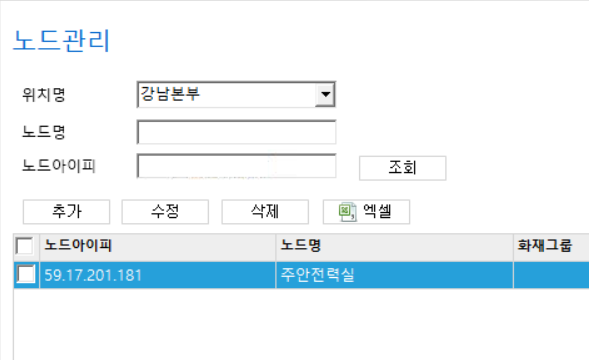 노드관리
위치명 강남본부
노드명
노드아이피 조회
추가 수정 삭제 엑셀
노드아이피 노드명 화재그룹
59.17.201.181 주안전력실